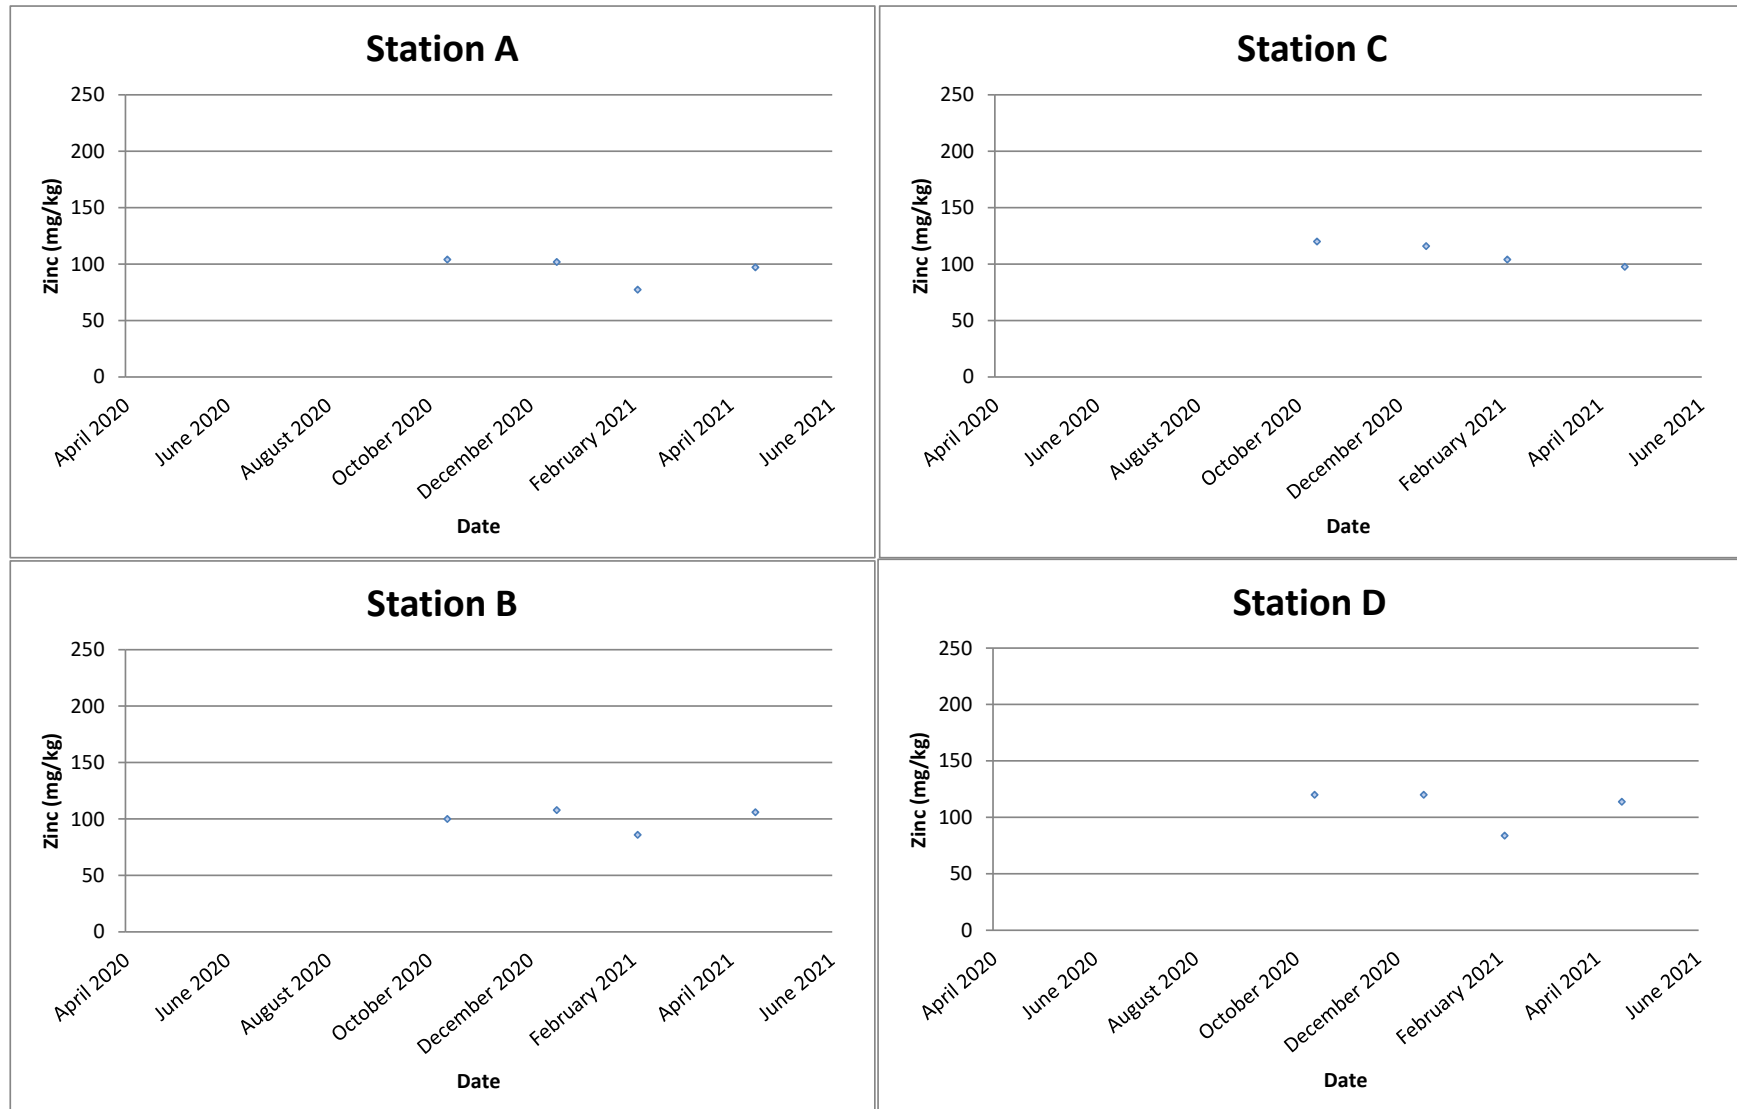 Station A
250
200
150
100
50
0
Zinc (mg/kg)
April 2020
June 2020
August 2020
October 2020
December 2020
February 2021
April 2021
June 2021
Date
Station C
250
200
150
100
50
0
Zinc (mg/kg)
April 2020
June 2020
August 2020
October 2020
December 2020
February 2021
April 2021
June 2021
Date
Station B
250
200
150
100
50
0
Zinc (mg/kg)
April 2020
June 2020
August 2020
October 2020
December 2020
February 2021
April 2021
June 2021
Date
Station D
250
200
150
100
50
0
Zinc (mg/kg)
April 2020
June 2020
August 2020
October 2020
December 2020
February 2021
April 2021
June 2021
Date